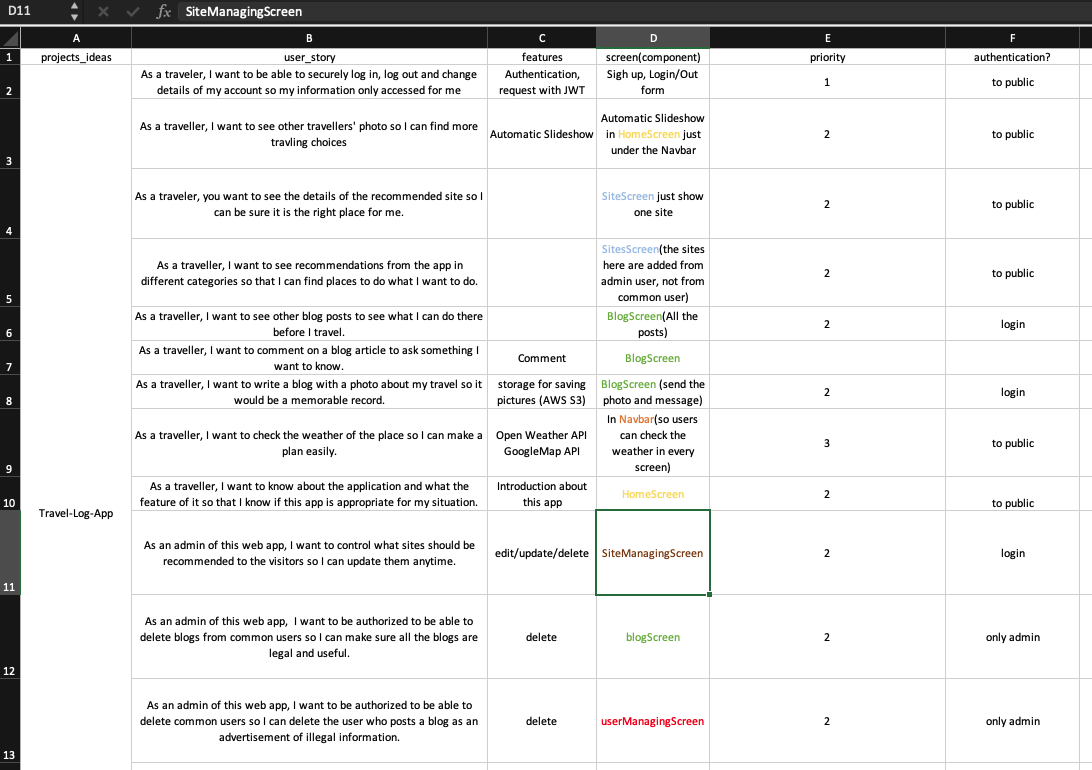 D11 fx SiteManagingScreen
A B C D E F
1 projects_ideas user_story features screen(component) priority authentication?
As a traveler, I want to be able to securely log in, log out and change
details of my account so my information only accessed for me
Authentication,
request with JWT
Sigh up, Login/Out
form
1
to public
2
As a traveller, I want to see other travellers' photo so I can find more
travling choices
Automatic Slideshow
Automatic Slideshow
in HomeScreen just
under the Navbar
2
to public
3
As a traveler, you want to see the details of the recommended site so I
can be sure it is the right place for me.
SiteScreen just show
one site
2
to public
4
As a traveller, I want to see recommendations from the app in
different categories so that I can find places to do what I want to do.
SitesScreen(the sites
here are added from
admin user, not from
common user)
2
to public
5
As a traveller, I want to see other blog posts to see what I can do there
before I travel.
BlogScreen(All the
posts)
2
login
6
As a traveller, I want to comment on a blog article to ask something I
want to know.
Comment
BlogScreen
7
As a traveller, I want to write a blog with a photo about my travel so it
would be a memorable record.
storage for saving
pictures (AWS S3)
BlogScreen (send the
photo and message)
2
login
8
As a traveller, I want to check the weather of the place so I can make a
plan easily.
Open Weather API
GoogleMap API
In Navbar(so users
can check the
weather in every
screen)
3
to public
9
As a traveller, I want to know about the application and what the
feature of it so that I know if this app is appropriate for my situation.
Introduction about
this app
HomeScreen
2
to public
10
Travel-Log-App
As an admin of this web app, I want to control what sites should be
recommended to the visitors so I can update them anytime.
edit/update/delete
SiteManagingScreen
2
login
11
As an admin of this web app,  I want to be authorized to be able to
delete blogs from common users so I can make sure all the blogs are
legal and useful.
delete
blogScreen
2
only admin
12
As an admin of this web app, I want to be authorized to be able to
delete common users so I can delete the user who posts a blog as an
advertisement of illegal information.
delete
userManagingScreen
2
only admin
13